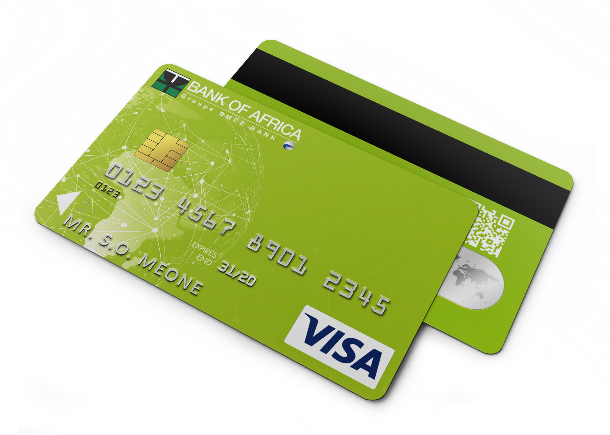 BANK OF AFRICA
Groupe BMCE BANK
0123 4567 8901 2345
0123
EXPIRES
END 31/20
MR. S.O. MEONE
VISA